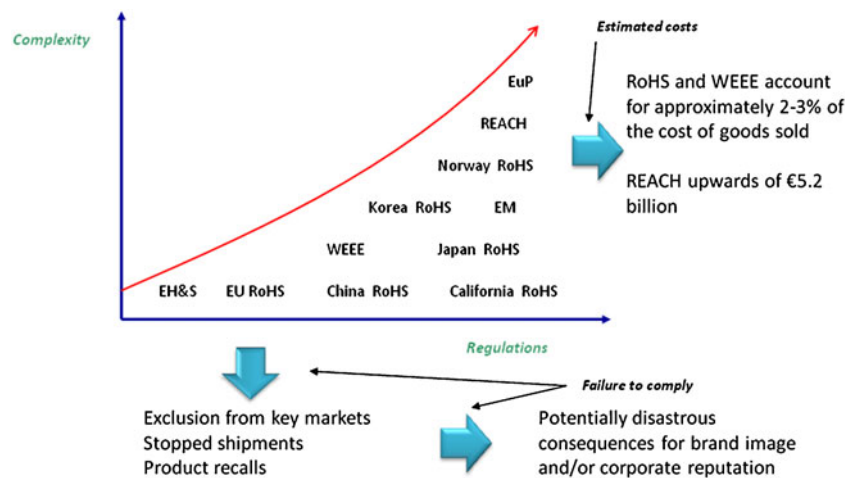 Complexity
Estimated costs
EuP
RoHS and WEEE account
for approximately 2-3% of
the cost of goods sold
REACH
Norway RoHS
REACH upwards of €5.2
billion
Korea RoHS EM
WEEE Japan RoHS
EH&S EU RoHS China RoHS California RoHS
Regulations
Failure to comply
Exclusion from key markets
Stopped shipments
Product recalls
Potentially disastrous
consequences for brand image
and/or corporate reputation